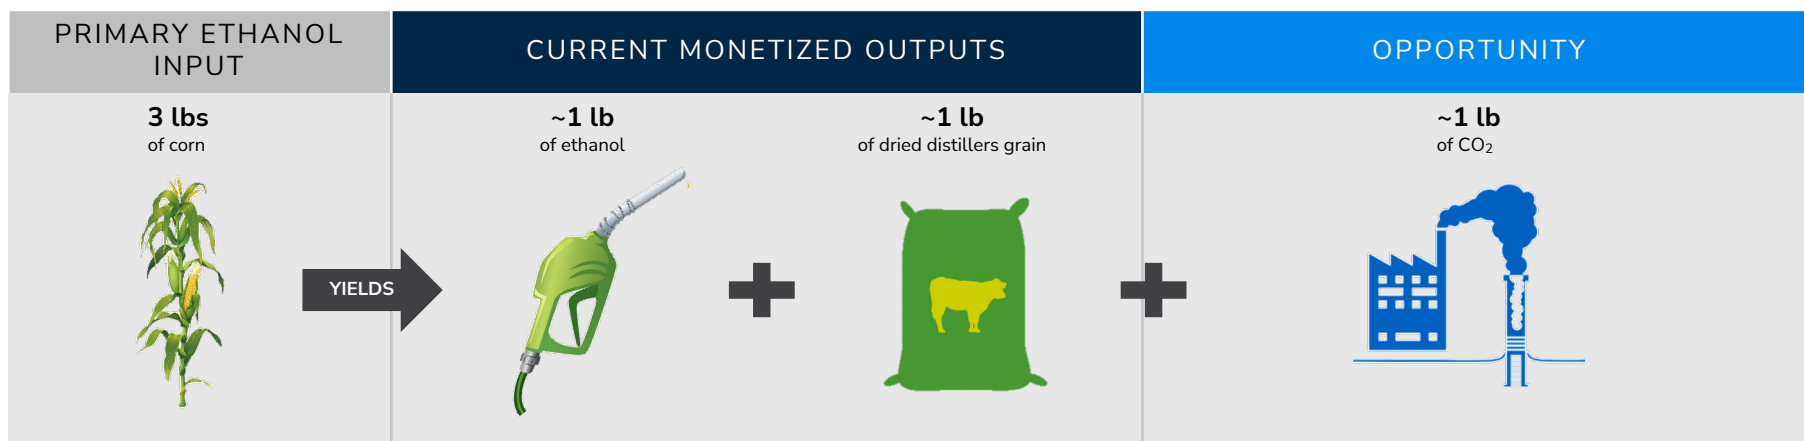 PRIMARY ETHANOL
INPUT
CURRENT MONETIZED OUTPUTS
OPPORTUNITY
3 lbs
of corn
YIELDS
~1 lb
of ethanol
~1 lb
of dried distillers grain
~1 lb
of CO₂